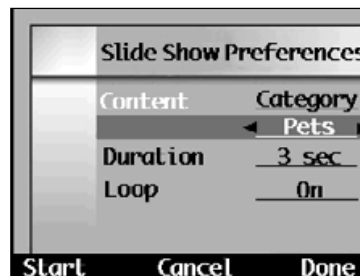 Slide Show Preferences
Content Category
Pets
Duration 3 sec
Loop On
Start Cancel Done